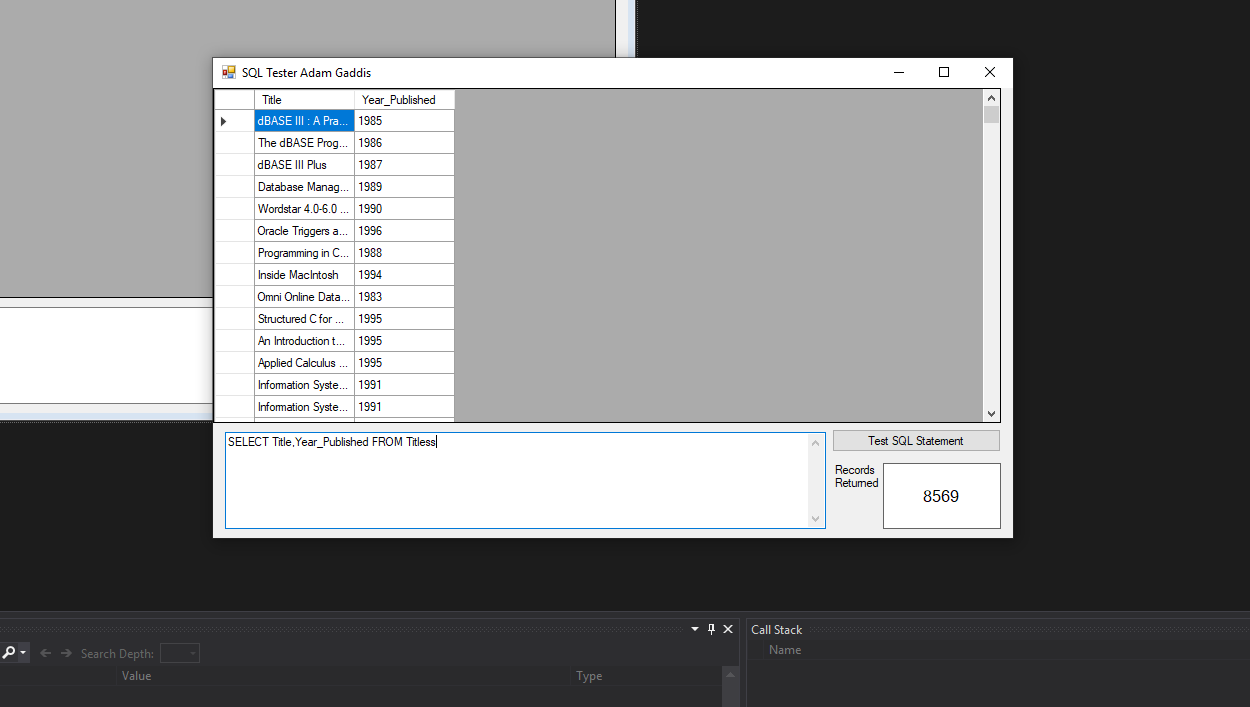 SQL Tester Adam Gaddis
Title Year_Published
dBASE III : A Pra... 1985
The dBASE Prog... 1986
dBASE III Plus 1987
Database Manag... 1989
Wordstar 4.0-6.0 ... 1990
Oracle Triggers a... 1996
Programming in C... 1988
Inside MacIntosh 1994
Omni Online Data... 1983
Structured C for ... 1995
An Introduction t... 1995
Applied Calculus ... 1995
Information Syste... 1991
Information Syste... 1991
SELECT Title,Year_Published FROM Titless
Test SQL Statement
Records
Returned
8569
Search Depth:
Value Type
Call Stack
Name